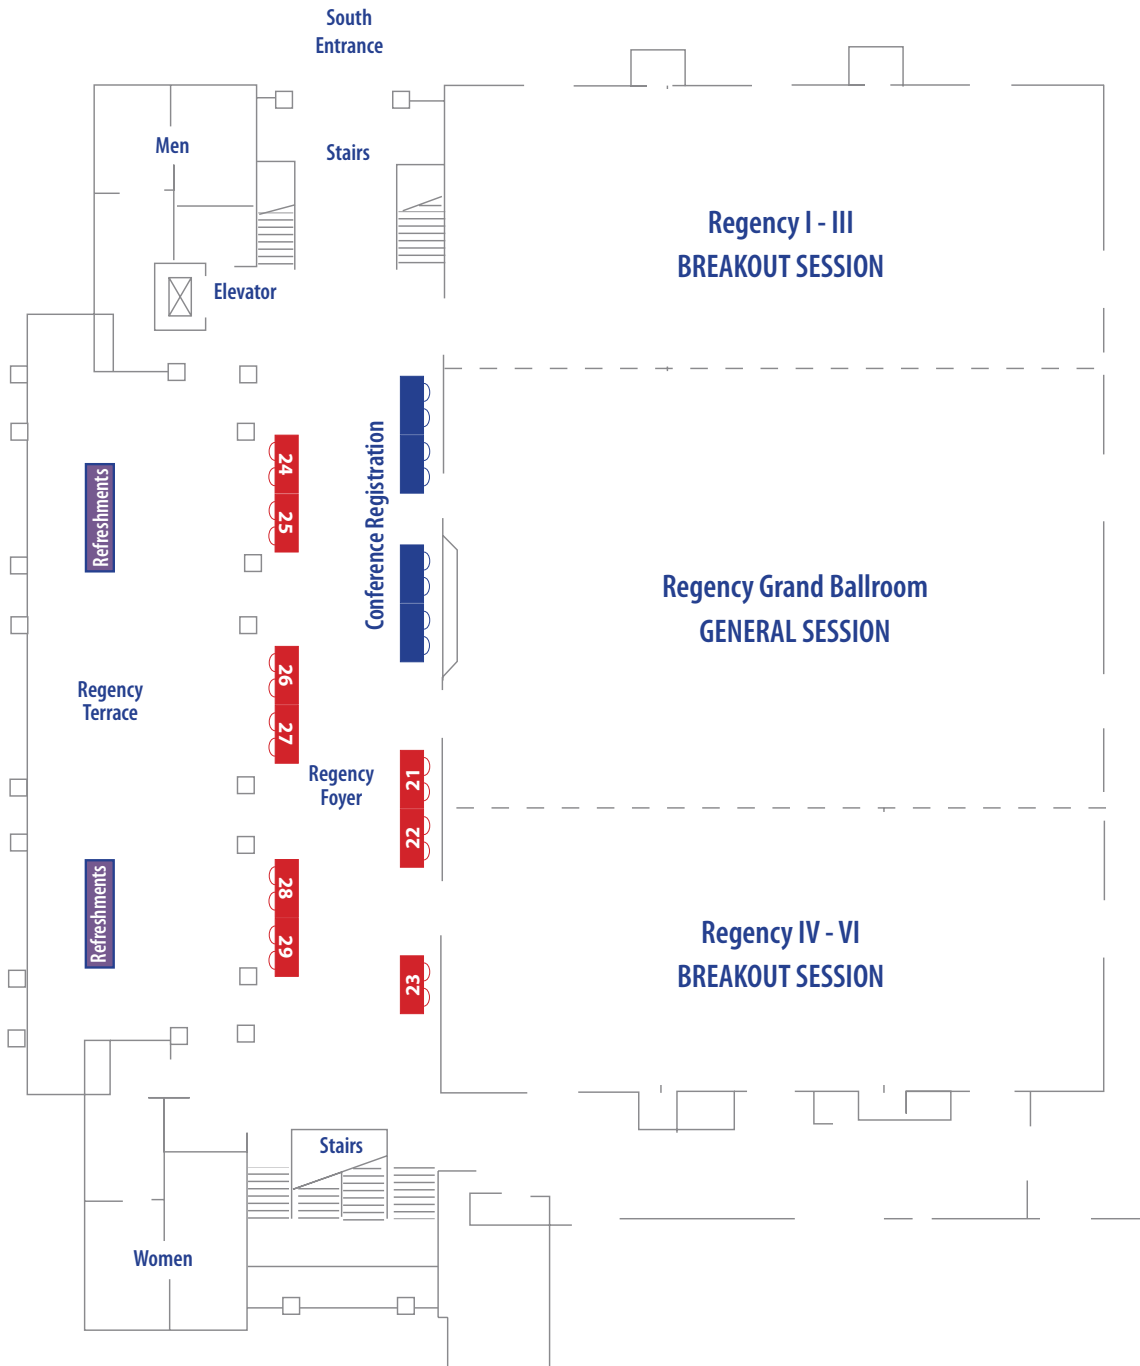 South
Entrance
Men
Stairs
Regency I - III
BREAKOUT SESSION
Elevator
Conference Registration
24
25
Refreshments
Regency Grand Ballroom
GENERAL SESSION
26
27
Regency
Terrace
Regency
Foyer
21
22
Refreshments
28
29
23
Regency IV - VI
BREAKOUT SESSION
Stairs
Women